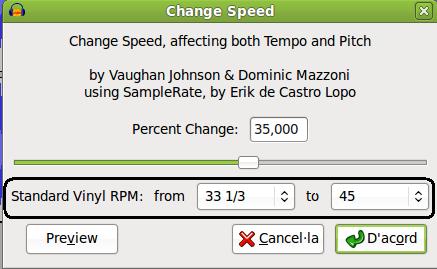 Change Speed
Change Speed, affecting both Tempo and Pitch
by Vaughan Johnson & Dominic Mazzoni
using SampleRate, by Erik de Castro Lopo
Percent Change: 35,000
Standard Vinyl RPM: from 33 1/3 to 45
Preview Cancel·la D'acord